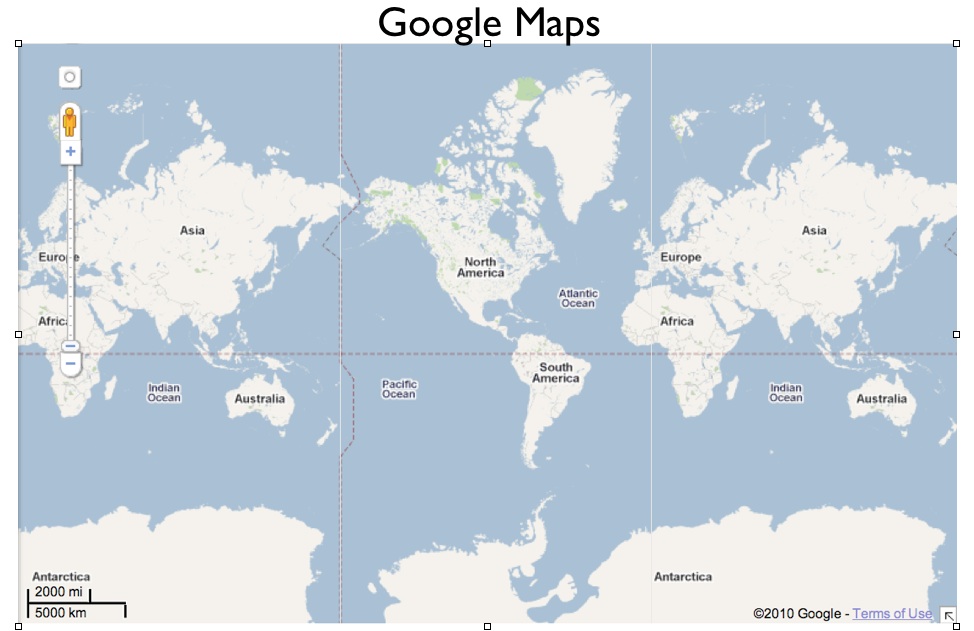 Google Maps
+
Asia
Asia
Europe
Europe
North
America
Atlantic
Ocean
Africa
Africa
−
−
South
America
Indian
Ocean
Pacific
Ocean
Indian
Ocean
Australia
Australia
Antarctica
Antarctica
2000 mi
5000 km
©2010 Google - Terms of Use